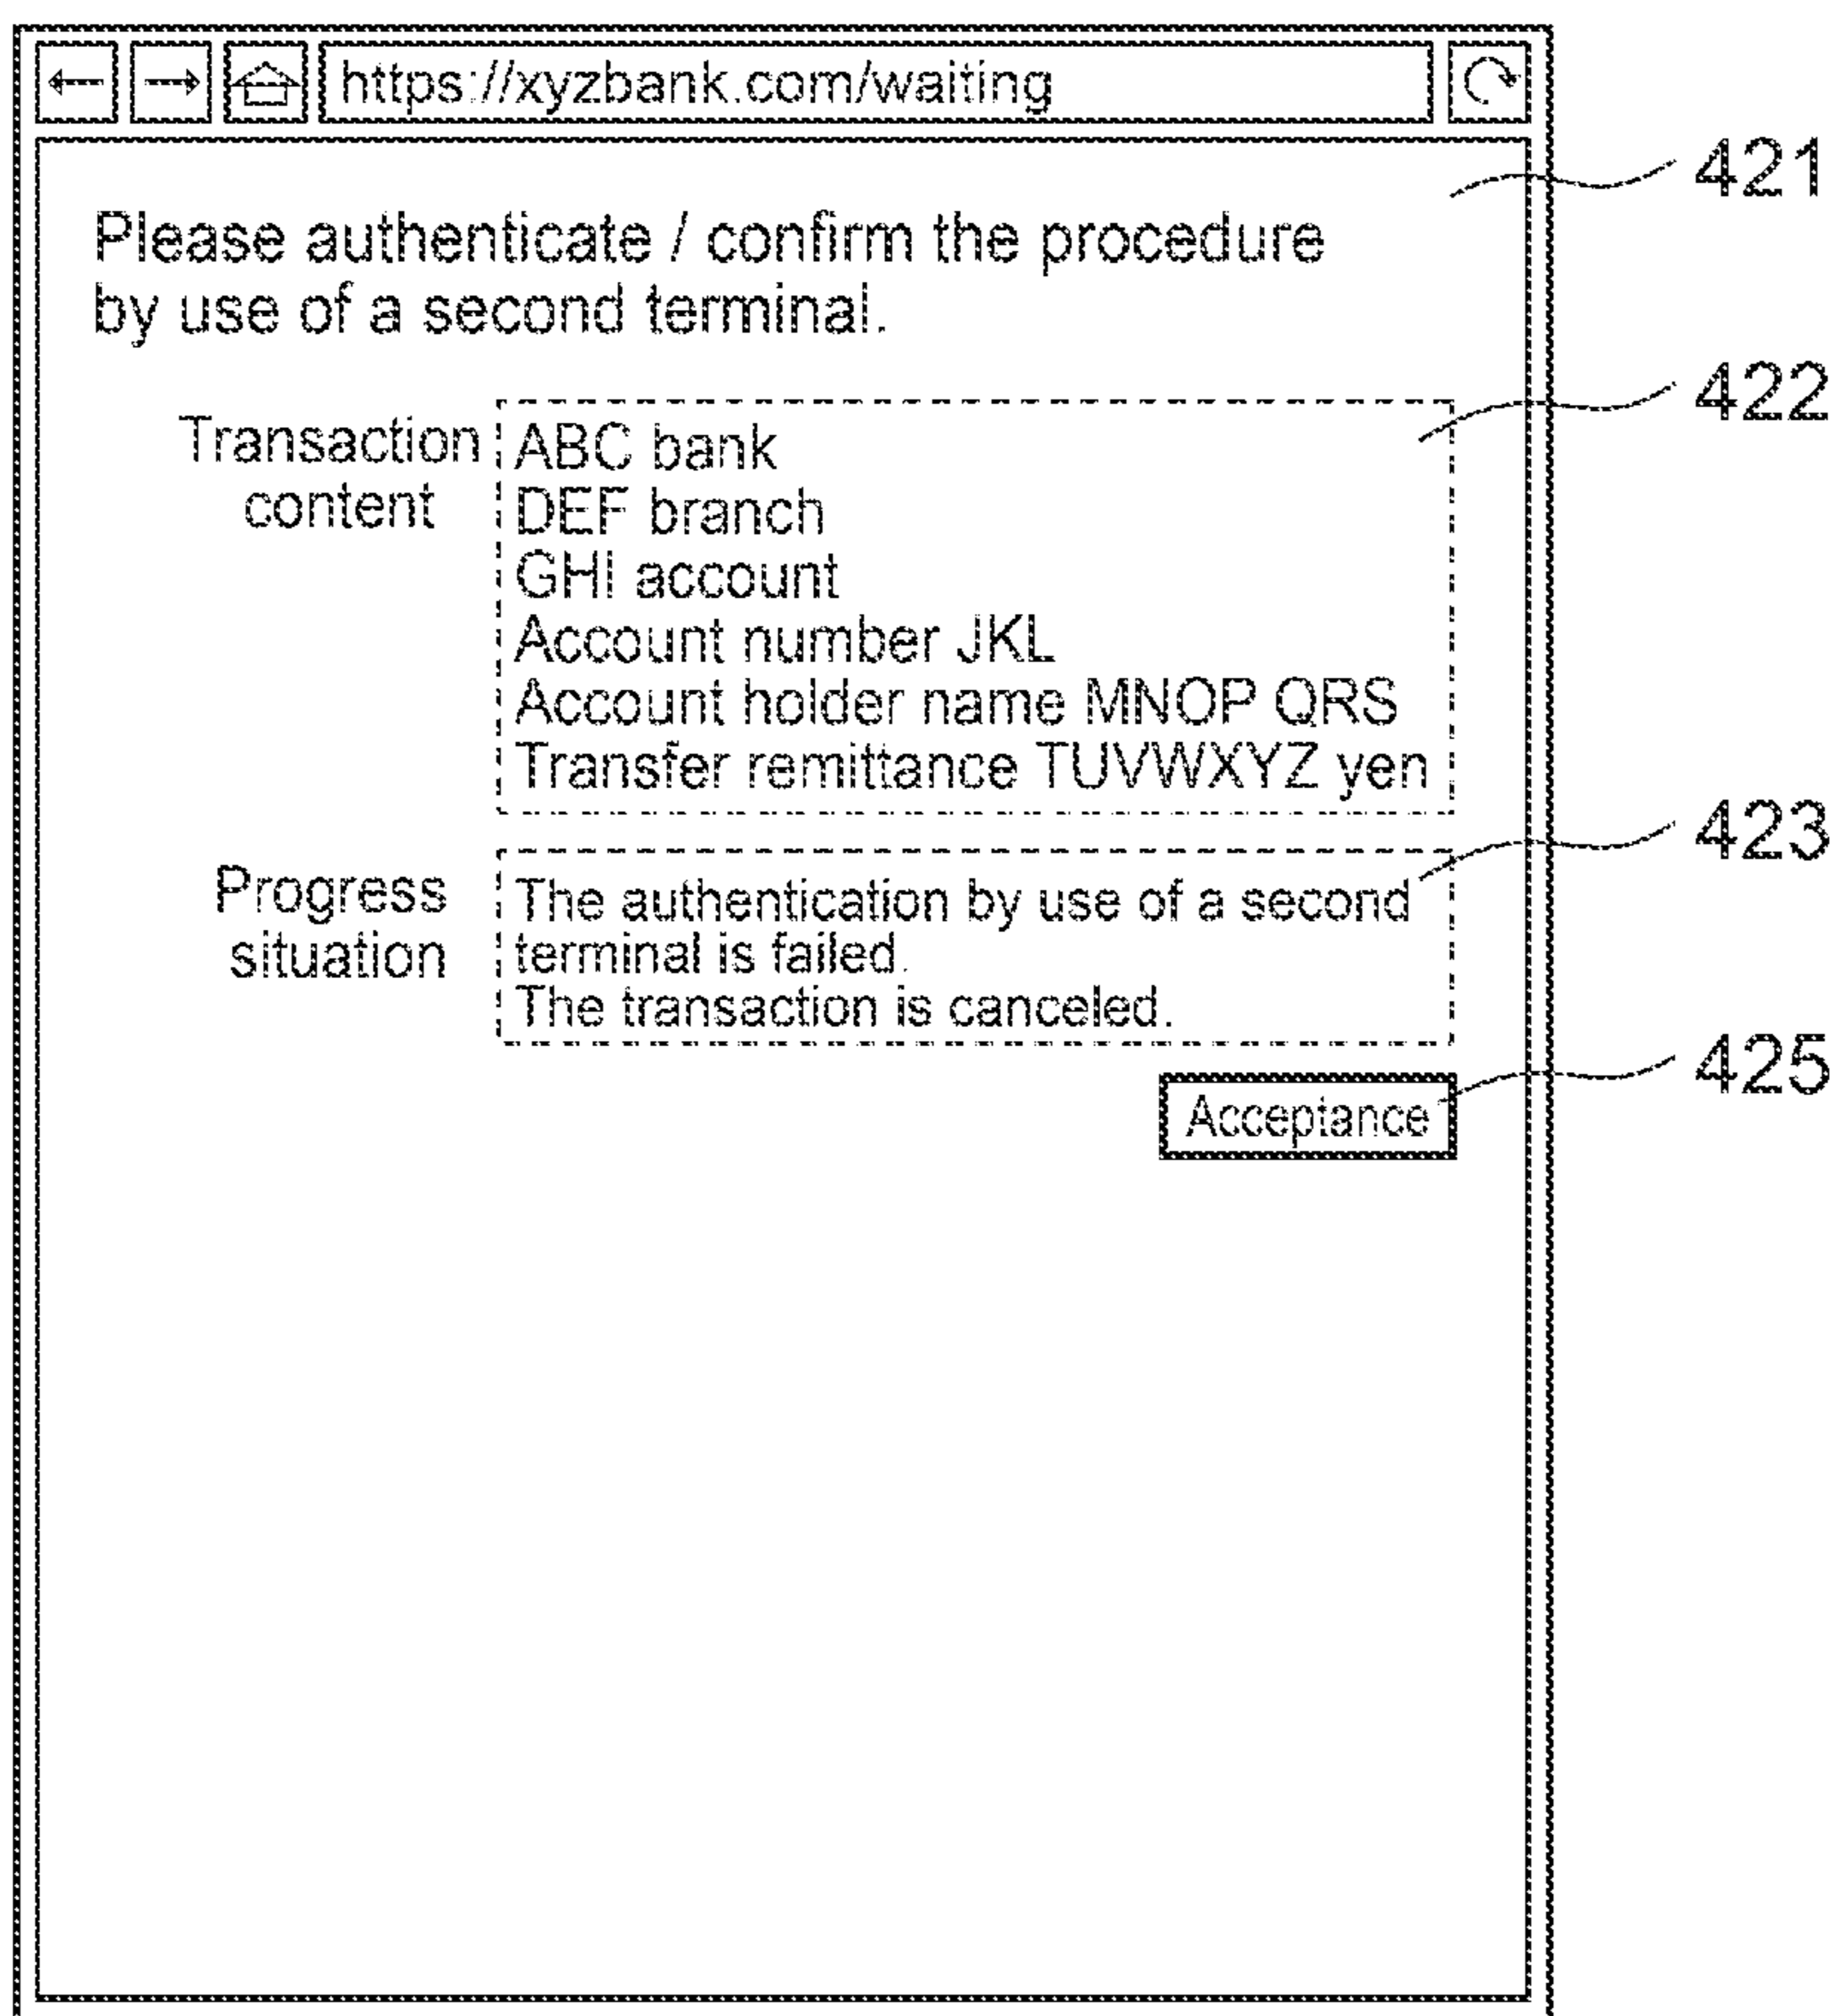 https://xyzbank.com/waiting
421
Please authenticate / confirm the procedure
by use of a second terminal.
422
Transaction
content
ABC bank
DEF branch
GHI account
Account number JKL
Account holder name MNOP QRS
Transfer remittance TUVWXYZ yen
423
Progress
situation
The authentication by use of a second
terminal is failed.
The transaction is canceled.
425
Acceptance